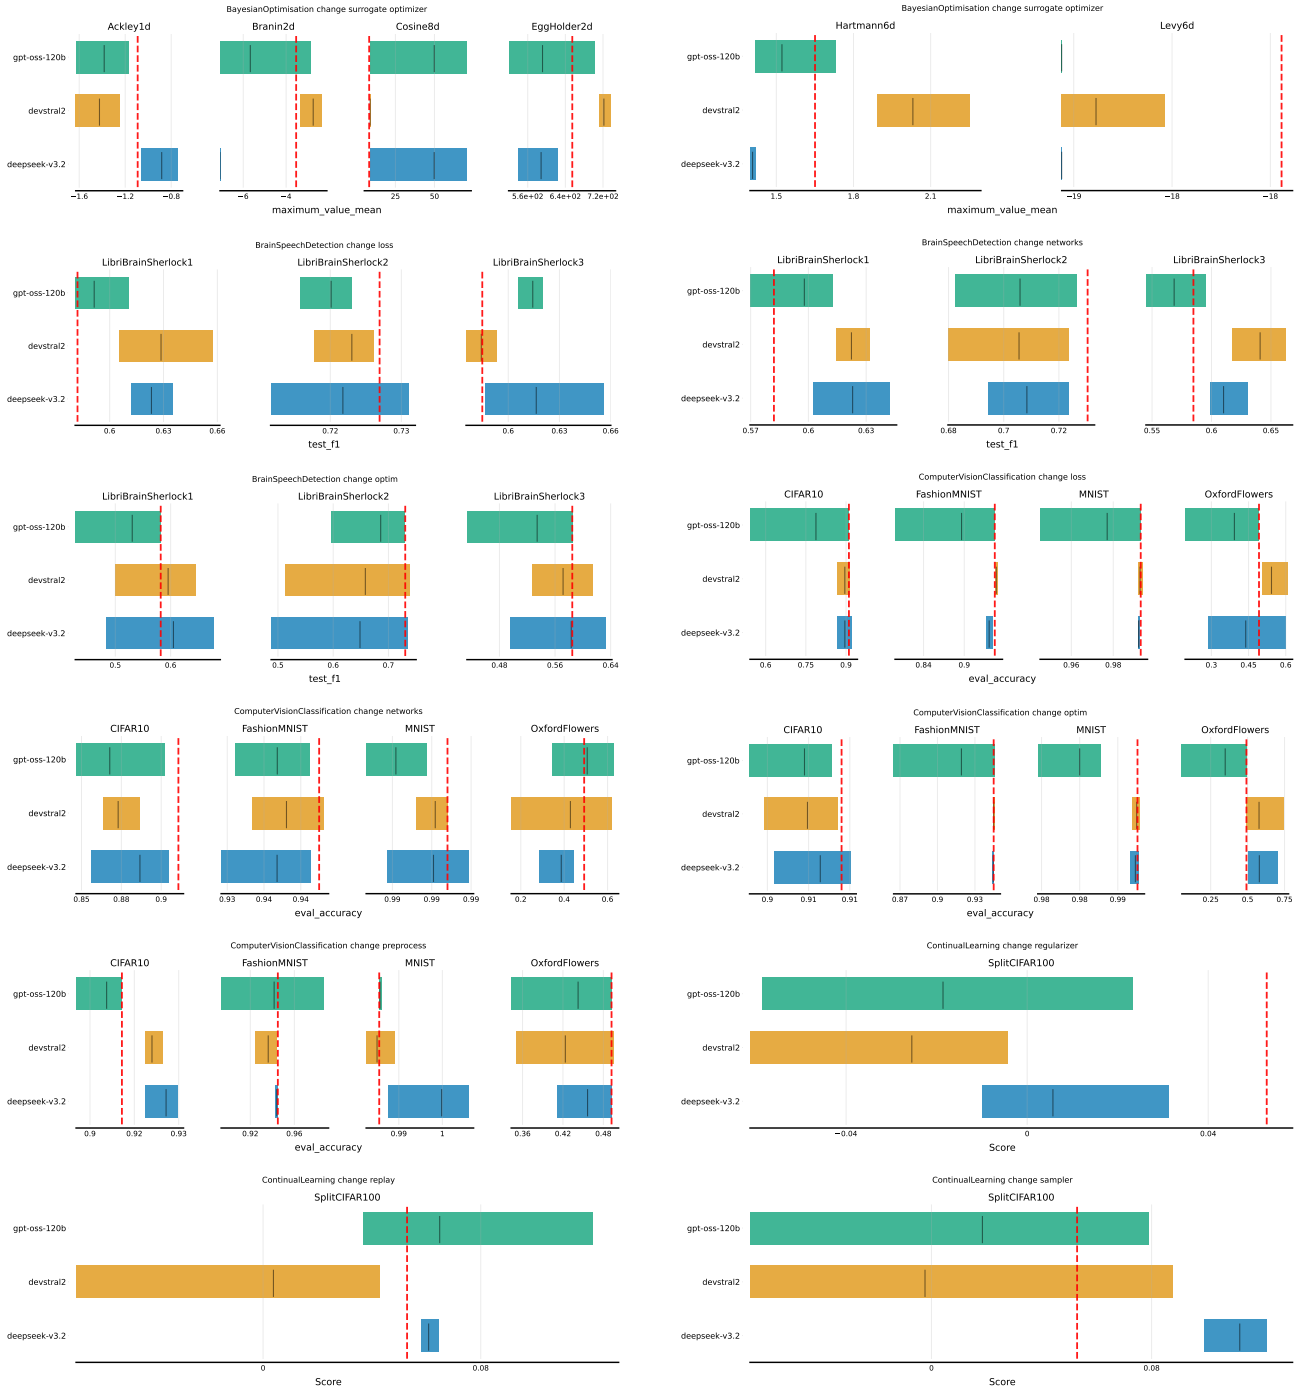 BayesianOptimisation change surrogate optimizer
Ackley1d Branin2d Cosine8d EggHolder2d
gpt-oss-120b
devstral2
deepseek-v3.2
−1.6 −1.2 −0.8 −6 −4 25 50 5.6e+02 6.4e+02 7.2e+02
maximum_value_mean
BayesianOptimisation change surrogate optimizer
Hartmann6d Levy6d
gpt-oss-120b
devstral2
deepseek-v3.2
1.5 1.8 2.1 −19 −18 −18
maximum_value_mean
BrainSpeechDetection change loss
LibriBrainSherlock1 LibriBrainSherlock2 LibriBrainSherlock3
gpt-oss-120b
devstral2
deepseek-v3.2
0.6 0.63 0.66 0.72 0.73 0.6 0.63 0.66
test_f1
BrainSpeechDetection change networks
LibriBrainSherlock1 LibriBrainSherlock2 LibriBrainSherlock3
gpt-oss-120b
devstral2
deepseek-v3.2
0.57 0.6 0.63 0.68 0.7 0.72 0.55 0.6 0.65
test_f1
BrainSpeechDetection change optim
LibriBrainSherlock1 LibriBrainSherlock2 LibriBrainSherlock3
gpt-oss-120b
devstral2
deepseek-v3.2
0.5 0.6 0.5 0.6 0.7 0.48 0.56 0.64
test_f1
ComputerVisionClassification change loss
CIFAR10 FashionMNIST MNIST OxfordFlowers
gpt-oss-120b
devstral2
deepseek-v3.2
0.6 0.75 0.9 0.84 0.9 0.96 0.98 0.3 0.45 0.6
eval_accuracy
ComputerVisionClassification change networks
CIFAR10 FashionMNIST MNIST OxfordFlowers
gpt-oss-120b
devstral2
deepseek-v3.2
0.85 0.88 0.9 0.93 0.94 0.94 0.99 0.99 0.99 0.2 0.4 0.6
eval_accuracy
ComputerVisionClassification change optim
CIFAR10 FashionMNIST MNIST OxfordFlowers
gpt-oss-120b
devstral2
deepseek-v3.2
0.9 0.91 0.91 0.87 0.9 0.93 0.98 0.98 0.99 0.25 0.5 0.75
eval_accuracy
ComputerVisionClassification change preprocess
CIFAR10 FashionMNIST MNIST OxfordFlowers
gpt-oss-120b
devstral2
deepseek-v3.2
0.9 0.92 0.93 0.92 0.96 0.99 1 0.36 0.42 0.48
eval_accuracy
ContinualLearning change regularizer
SplitCIFAR100
gpt-oss-120b
devstral2
deepseek-v3.2
−0.04 0 0.04
Score
ContinualLearning change replay
SplitCIFAR100
gpt-oss-120b
devstral2
deepseek-v3.2
0 0.08
Score
ContinualLearning change sampler
SplitCIFAR100
gpt-oss-120b
devstral2
deepseek-v3.2
0 0.08
Score